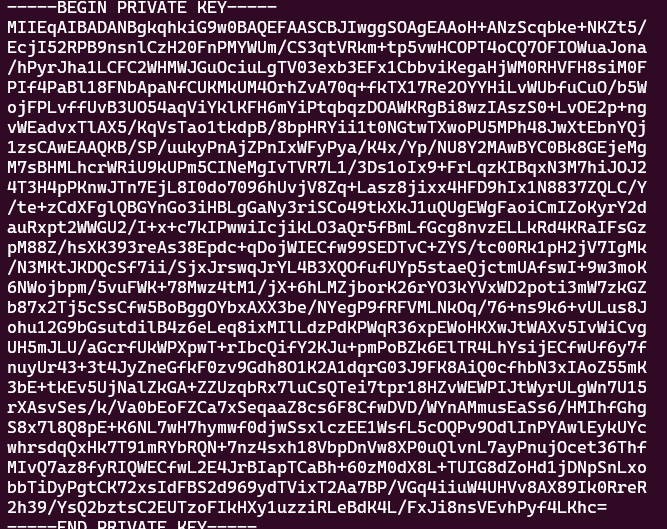 -----BEGIN PRIVATE KEY-----
MIIEqAIBADANBgkqhkiG9w0BAQEFAASCBJIwggSOAgEAAoH+ANzScqbke+NKZt5/
EcjI52RPB9nsnlCzH20FnPMYWUm/CS3qtVRkm+tp5vwHCOPT4oCQ7OFIOWuaJona
/hPyrJha1LCFC2WHMWJGuOciuLgTV03exb3EFx1CbbviKegaHjWM0RHVFH8siM0F
PIf4PaBl18FNbApaNfCUKMkUM4OrhZvA70q+fkTX17Re2OYYHiLvWUbfuCuO/b5W
ojFPLvffUvB3UO54aqViYklKFH6mYiPtqbqzDOAWKRgBi8wzIAszS0+LvOE2p+ng
vWEadvxTlAX5/KqVsTao1tkdpB/8bpHRYii1t0NGtwTXwoPU5MPh48JwXtEbnYQj
1zsCAwEAAQKB/SP/uukyPnAjZPnIxWFyPya/K4x/Yp/NU8Y2MAwBYC0Bk8GEjeMg
M7sBHMLhcrWRiU9kUPm5CINeMgIvTVR7L1/3Ds1oIx9+FrLqzKIBqxN3M7hiJOJ2
4T3H4pPKnwJTn7EjL8I0do7096hUvjV8Zq+Lasz8jixx4HFD9hIx1N8837ZQLC/Y
/te+zCdXFglQBGYnGo3iHBLgGaNy3riSCo49tkXkJ1uQUgEWgFaoiCmIZoKyrY2d
auRxpt2WWGU2/I+x+c7kIPwwiIcjikLO3aQr5fBmLfGcg8nvzELLkRd4KRaIFsGz
pM88Z/hsXK393reAs38Epdc+qDojWIECfw99SEDTvC+ZYS/tc00Rk1pH2jV7IgMk
/N3MKtJKDQcSf7ii/SjxJrswqJrYL4B3XQOfufUYp5staeQjctmUAfswI+9w3moK
6NWojbpm/5vuFWK+78Mwz4tM1/jX+6hLMZjborK26rYO3kYVxWD2poti3mW7zkGZ
b87x2Tj5cSsCfw5BoBggOYbxAXX3be/NYegP9fRFVMLNkOq/76+ns9k6+vULus8J
ohu12G9bGsutdilB4z6eLeq8ixMIlLdzPdKPWqR36xpEWoHKXwJtWAXv5IvWiCvg
UH5mJLU/aGcrfUkWPXpwT+rIbcQifY2KJu+pmPoBZk6ElTR4LhYsijECfwUf6y7f
nuyUr43+3t4JyZneGfkF0zv9Gdh8O1K2A1dqrG03J9FK8AiQ0cfhbN3xIAoZ55mK
3bE+tkEv5UjNalZkGA+ZZUzqbRx7luCsQTei7tpr18HZvWEWPIJtWyrULgWn7U15
rXAsvSes/k/Va0bEoFZCa7xSeqaaZ8cs6F8CfwDVD/WYnAMmusEaSs6/HMIhfGhg
S8x7l8Q8pE+K6NL7wH7hymwf0djwSsxlczEE1WsfL5cOQPv9OdlInPYAwlEykUYc
whrsdqQxHk7T91mRYbRQN+7nz4sxh18VbpDnVw8XP0uQlvnL7ayPnujOcet36Thf
MIvQ7az8fyRIQWECfwL2E4JrBIapTCaBh+60zM0dX8L+TUIG8dZoHd1jDNpSnLxo
bbTiDyPgtCK72xsIdFBS2d969ydTVixT2Aa7BP/VGq4iiuW4UHVv8AX89Ik0RreR
2h39/YsQ2bztsC2EUTzoFIkHXy1uzziRLeBdK4L/FxJi8nsVEvhPyf4LKhc=
-----END PRIVATE KEY-----